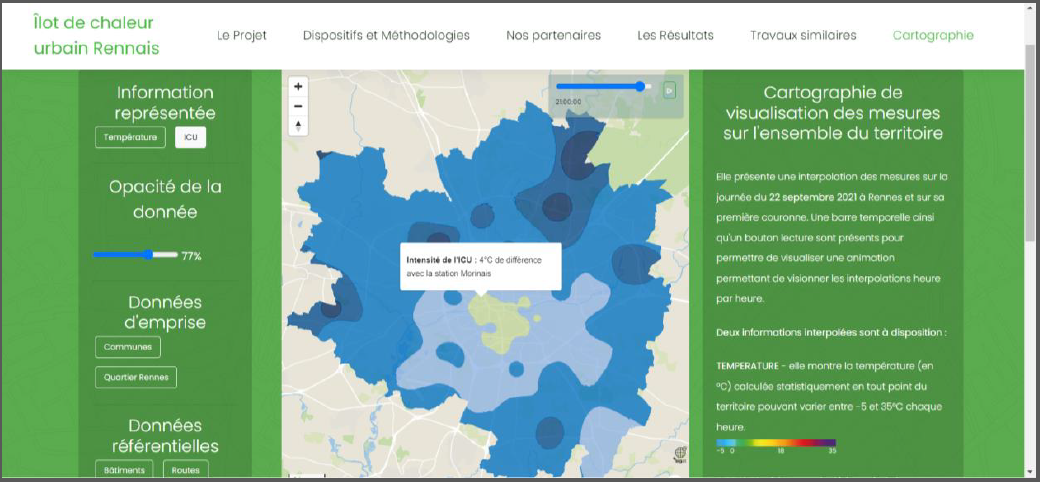 Îlot de chaleur
urbain Rennais
Le Projet
Dispositifs et Méthodologies
Nos partenaires
Les Résultats
Travaux similaires
Cartographie
Information
représentée
Température
ICU
Opacité de la
donnée
77%
Données
d'emprise
Communes
Quartier Rennes
Données
référentielles
Bâtiments
Routes
+
−
21:00:00
Intensité de l'ICU : 4°C de différence
avec la station Mornais
Cartographie de
visualisation des mesures
sur l'ensemble du territoire
Elle présente une interpolation des mesures sur la
journée du 22 septembre 2021 à Rennes et sur sa
première couronne. Une barre temporelle ainsi
qu'un bouton lecture sont présents pour
permettre de visualiser une animation
permettant de visionner les interpolations heure
par heure.
Deux informations interpolées sont à disposition :
TEMPERATURE - elle montre la température (en
°C) calculée statistiquement en tout point du
territoire pouvant varier entre -5 et 35°C chaque
heure.
-5 0 18 35